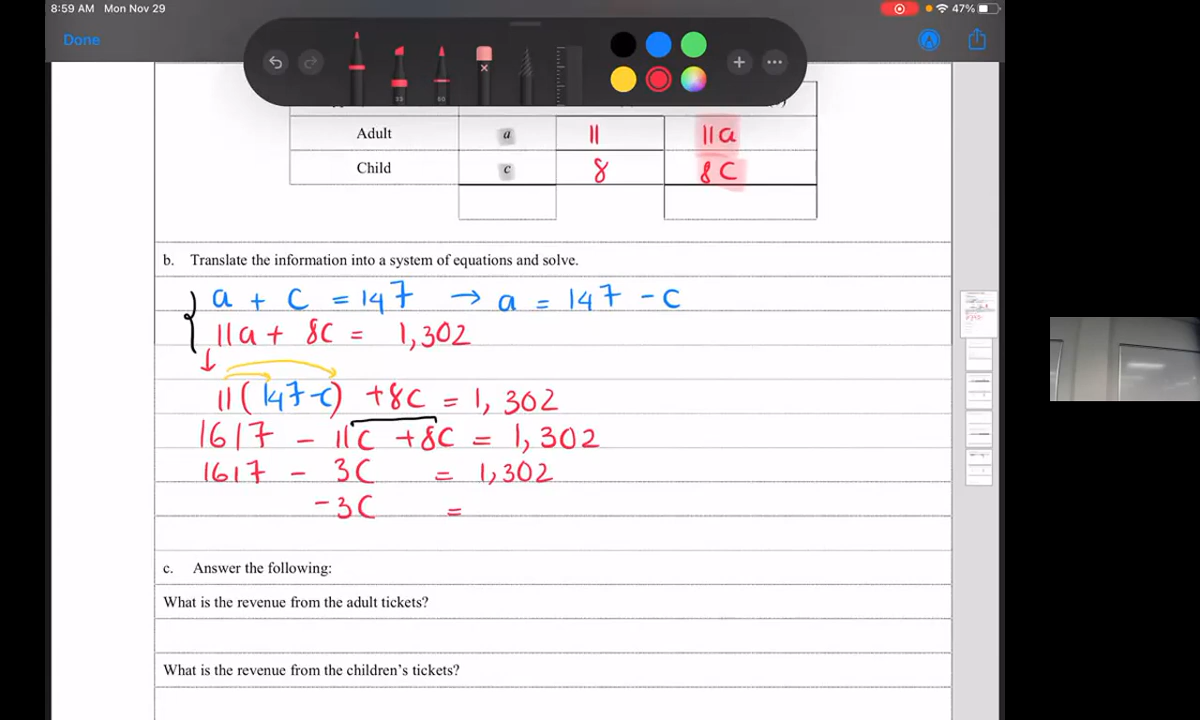 8:59 AM Mon Nov 29
47%
Done
Adult a 11 11a
Child c 8 8C
b. Translate the information into a system of equations and solve.
a + C = 147 → a = 147 - C
11a + 8C = 1,302
11(147-C) +8C = 1,302
1617 - 11C +8C = 1,302
1617 - 3C = 1,302
-3C =
c. Answer the following:
What is the revenue from the adult tickets?
What is the revenue from the children's tickets?